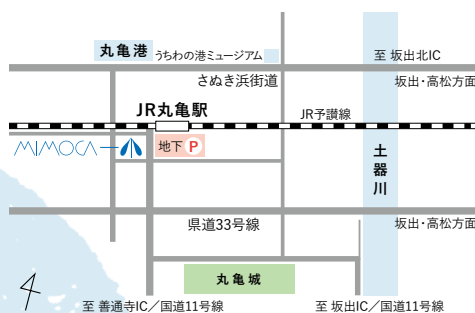 丸亀港
うちわの港ミュージアム
至 坂出北IC
さぬき浜街道
坂出・高松方面
JR丸亀駅
JR予讃線
MIMOCA
地下 P
土器川
県道33号線
坂出・高松方面
丸亀城
至 善通寺IC／国道11号線
至 坂出IC／国道11号線